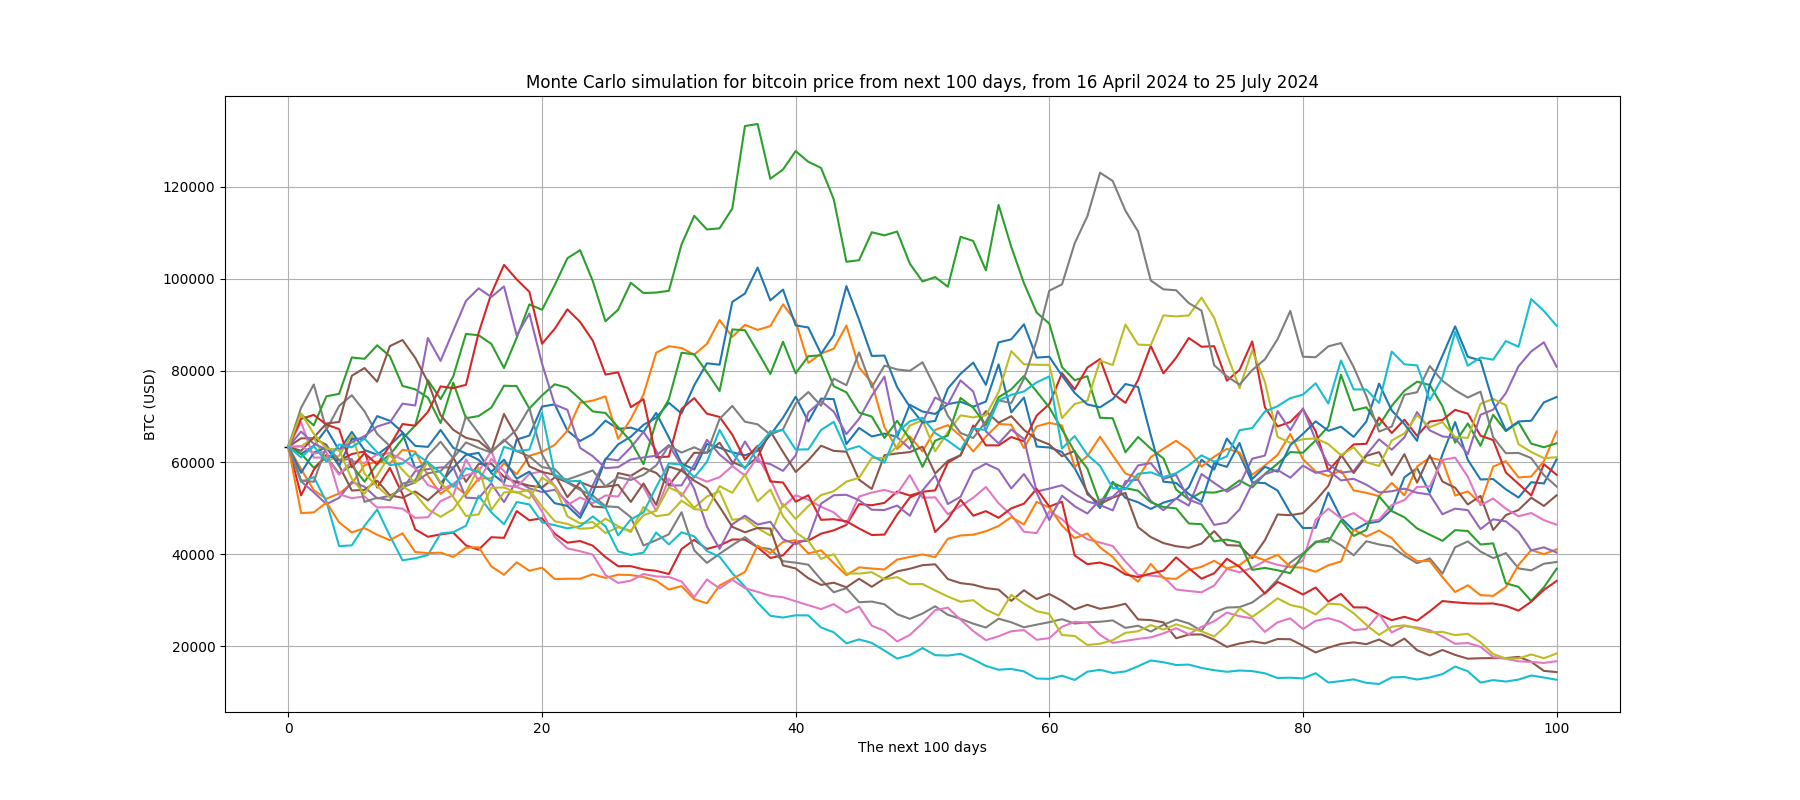 Monte Carlo simulation for bitcoin price from next 100 days, from 16 April 2024 to 25 July 2024
BTC (USD)
120000
100000
80000
60000
40000
20000
0 20 40 60 80 100
The next 100 days